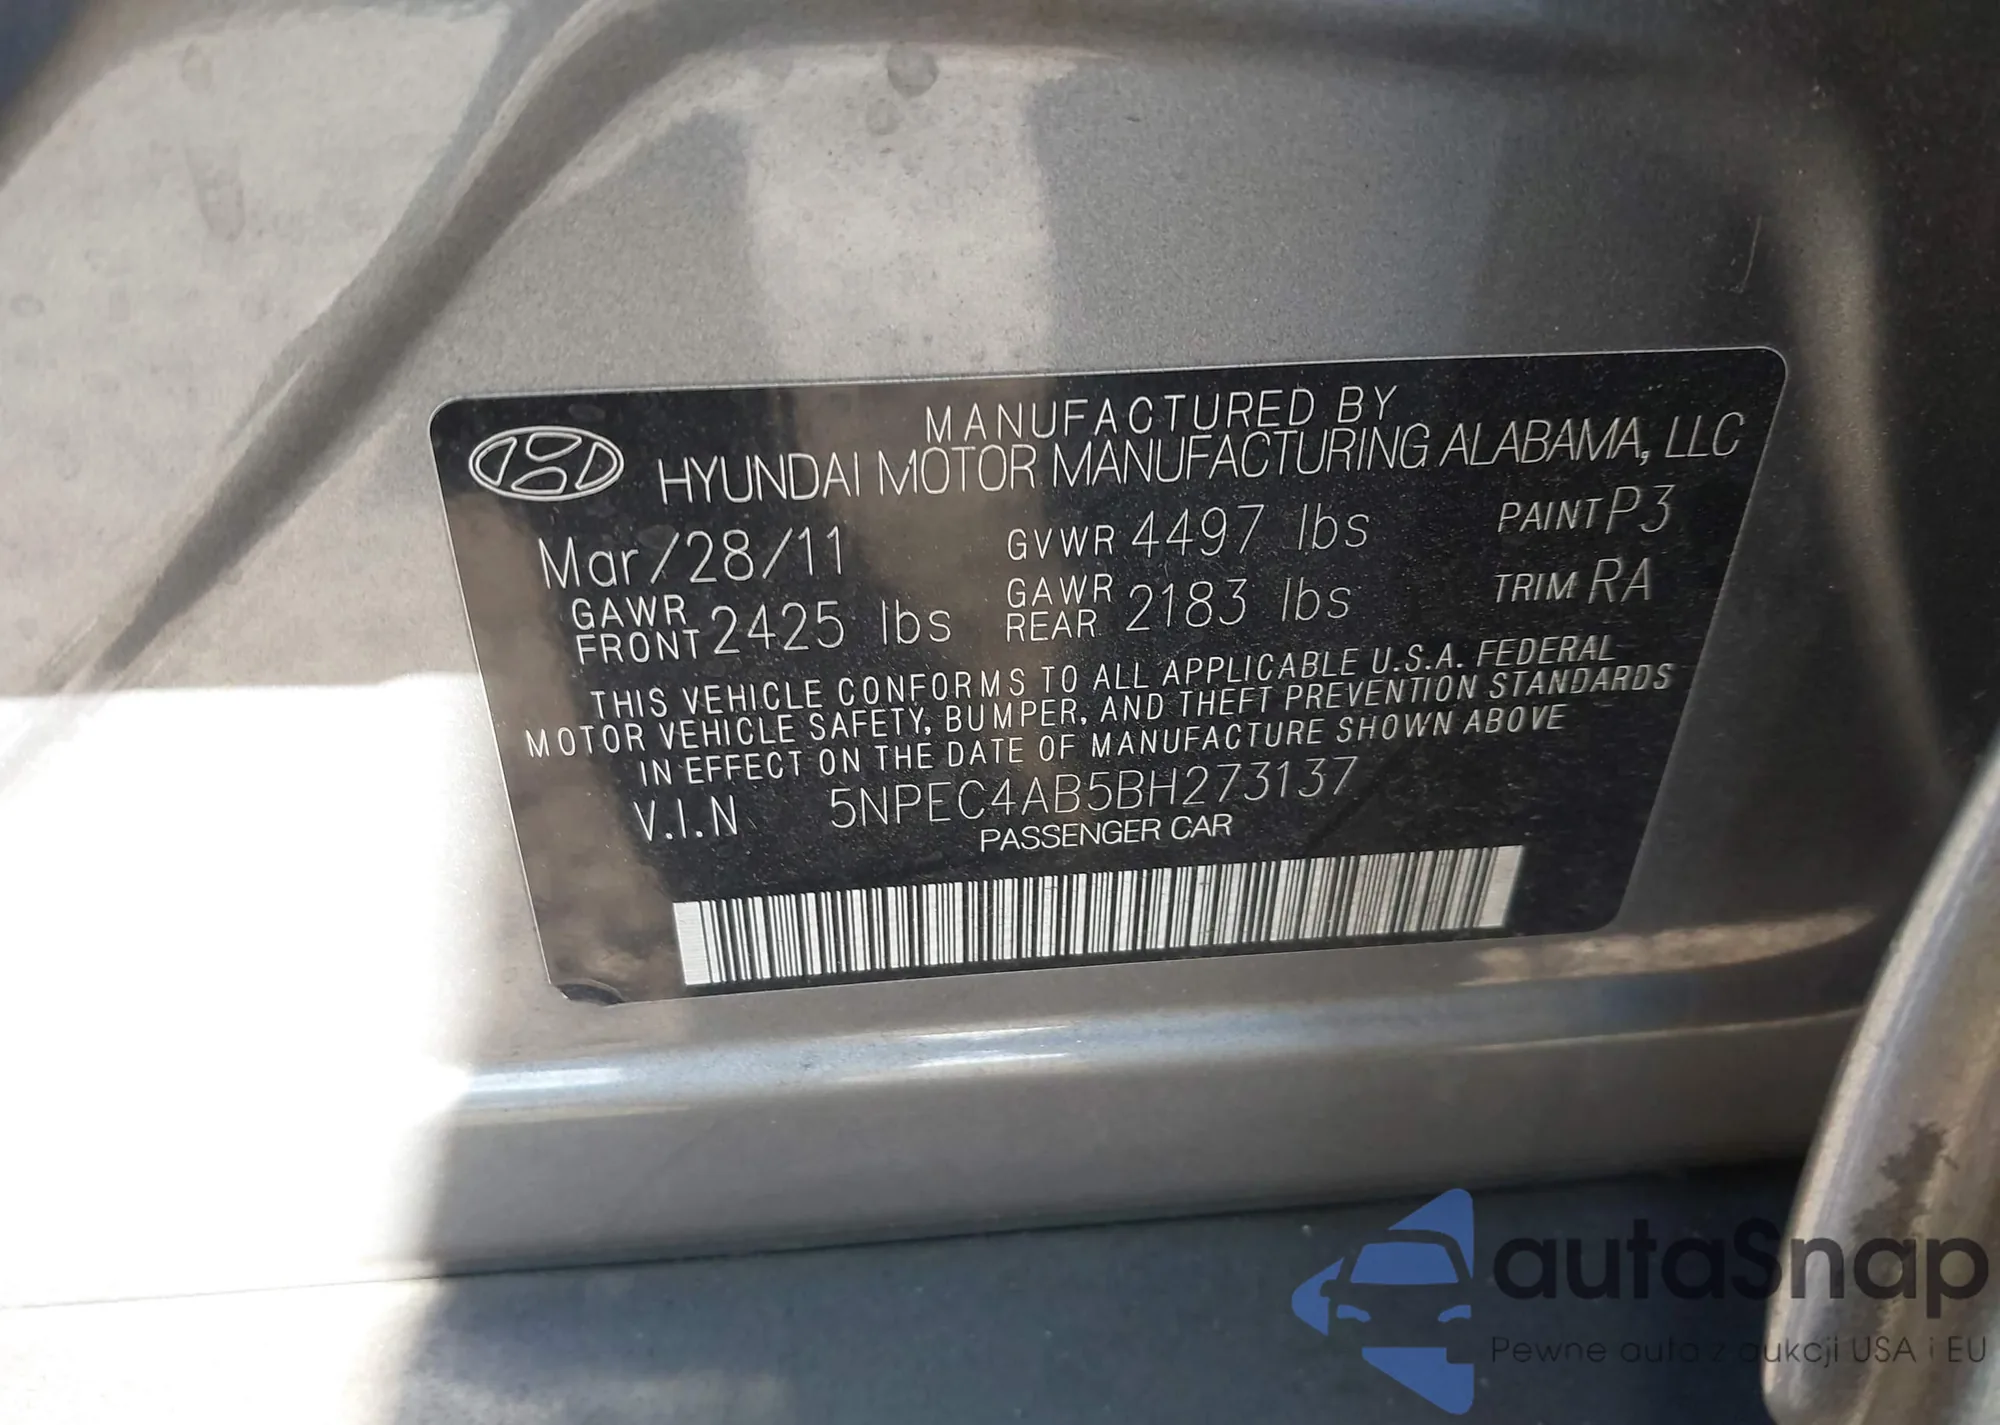 MANUFACTURED BY
HYUNDAI MOTOR MANUFACTURING ALABAMA, LLC
Mar/28/11 GVWR 4497 lbs PAINT P3
GAWR FRONT 2425 lbs GAWR REAR 2183 lbs TRIM RA
THIS VEHICLE CONFORMS TO ALL APPLICABLE U.S.A. FEDERAL
MOTOR VEHICLE SAFETY, BUMPER, AND THEFT PREVENTION STANDARDS
IN EFFECT ON THE DATE OF MANUFACTURE SHOWN ABOVE
V.I.N 5NPEC4AB5BH273137
PASSENGER CAR
autaSnap
Pewne auta z aukcji USA i EU